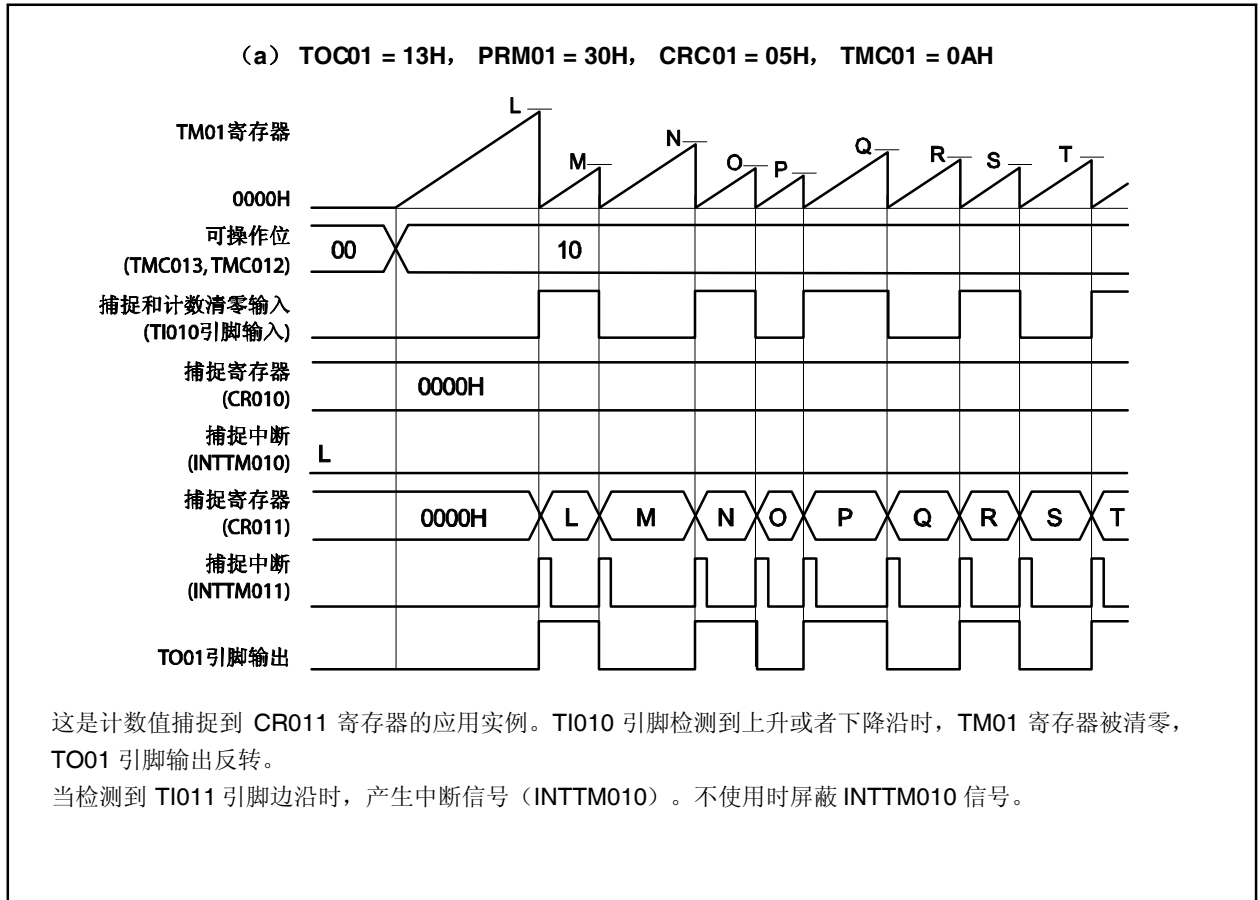 （a） TOC01 = 13H， PRM01 = 30H， CRC01 = 05H， TMC01 = 0AH
TM01寄存器
L M N O P Q R S T
0000H
可操作位
(TMC013, TMC012)
00 10
捕捉和计数清零输入
(TI010引脚输入)
捕捉寄存器
(CR010)
0000H
捕捉中断
(INTTM010)
L
捕捉寄存器
(CR011)
0000H L M N O P Q R S T
捕捉中断
(INTTM011)
TO01引脚输出
这是计数值捕捉到 CR011 寄存器的应用实例。TI010 引脚检测到上升或者下降沿时，TM01 寄存器被清零，
TO01 引脚输出反转。
当检测到 TI011 引脚边沿时，产生中断信号（INTTM010）。不使用时屏蔽 INTTM010 信号。